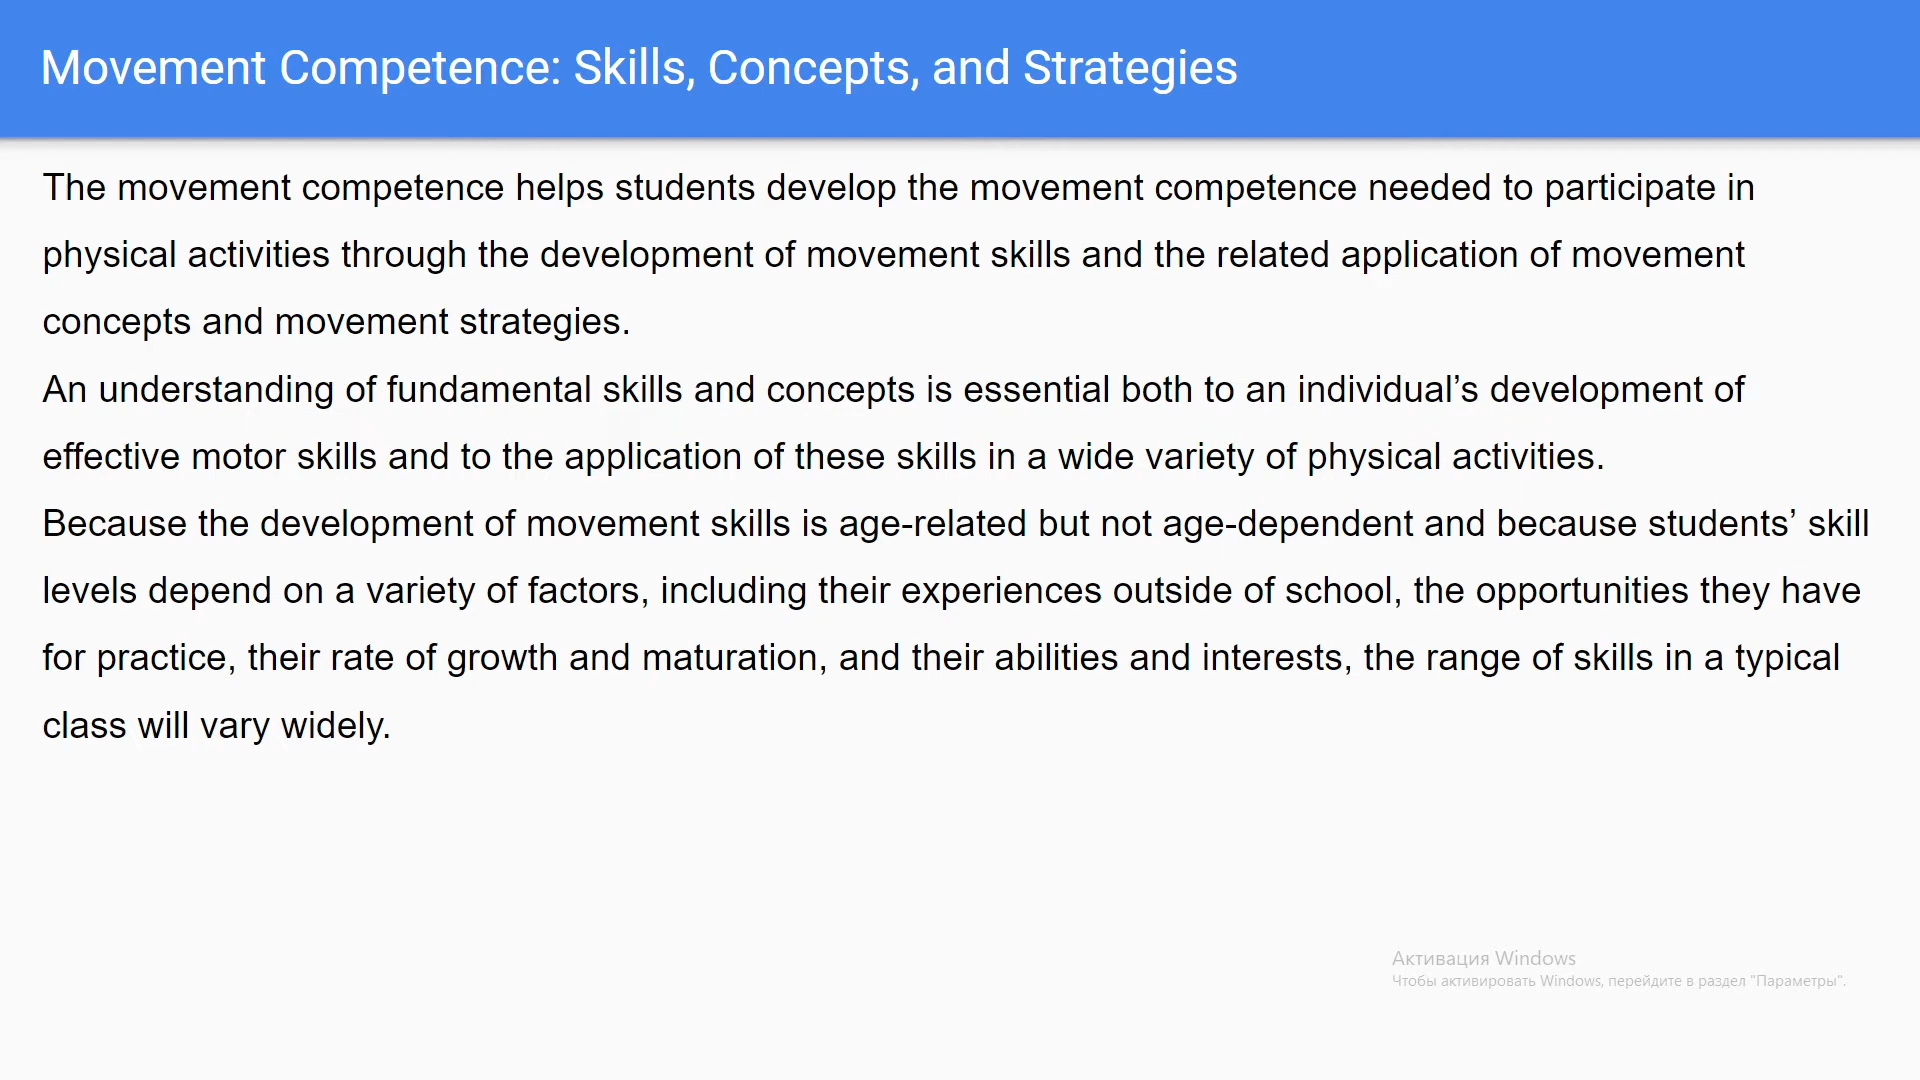 Movement Competence: Skills, Concepts, and Strategies
The movement competence helps students develop the movement competence needed to participate in
physical activities through the development of movement skills and the related application of movement
concepts and movement strategies.
An understanding of fundamental skills and concepts is essential both to an individual’s development of
effective motor skills and to the application of these skills in a wide variety of physical activities.
Because the development of movement skills is age-related but not age-dependent and because students’ skill
levels depend on a variety of factors, including their experiences outside of school, the opportunities they have
for practice, their rate of growth and maturation, and their abilities and interests, the range of skills in a typical
class will vary widely.
Активация Windows
Чтобы активировать Windows, перейдите в раздел "Параметры".